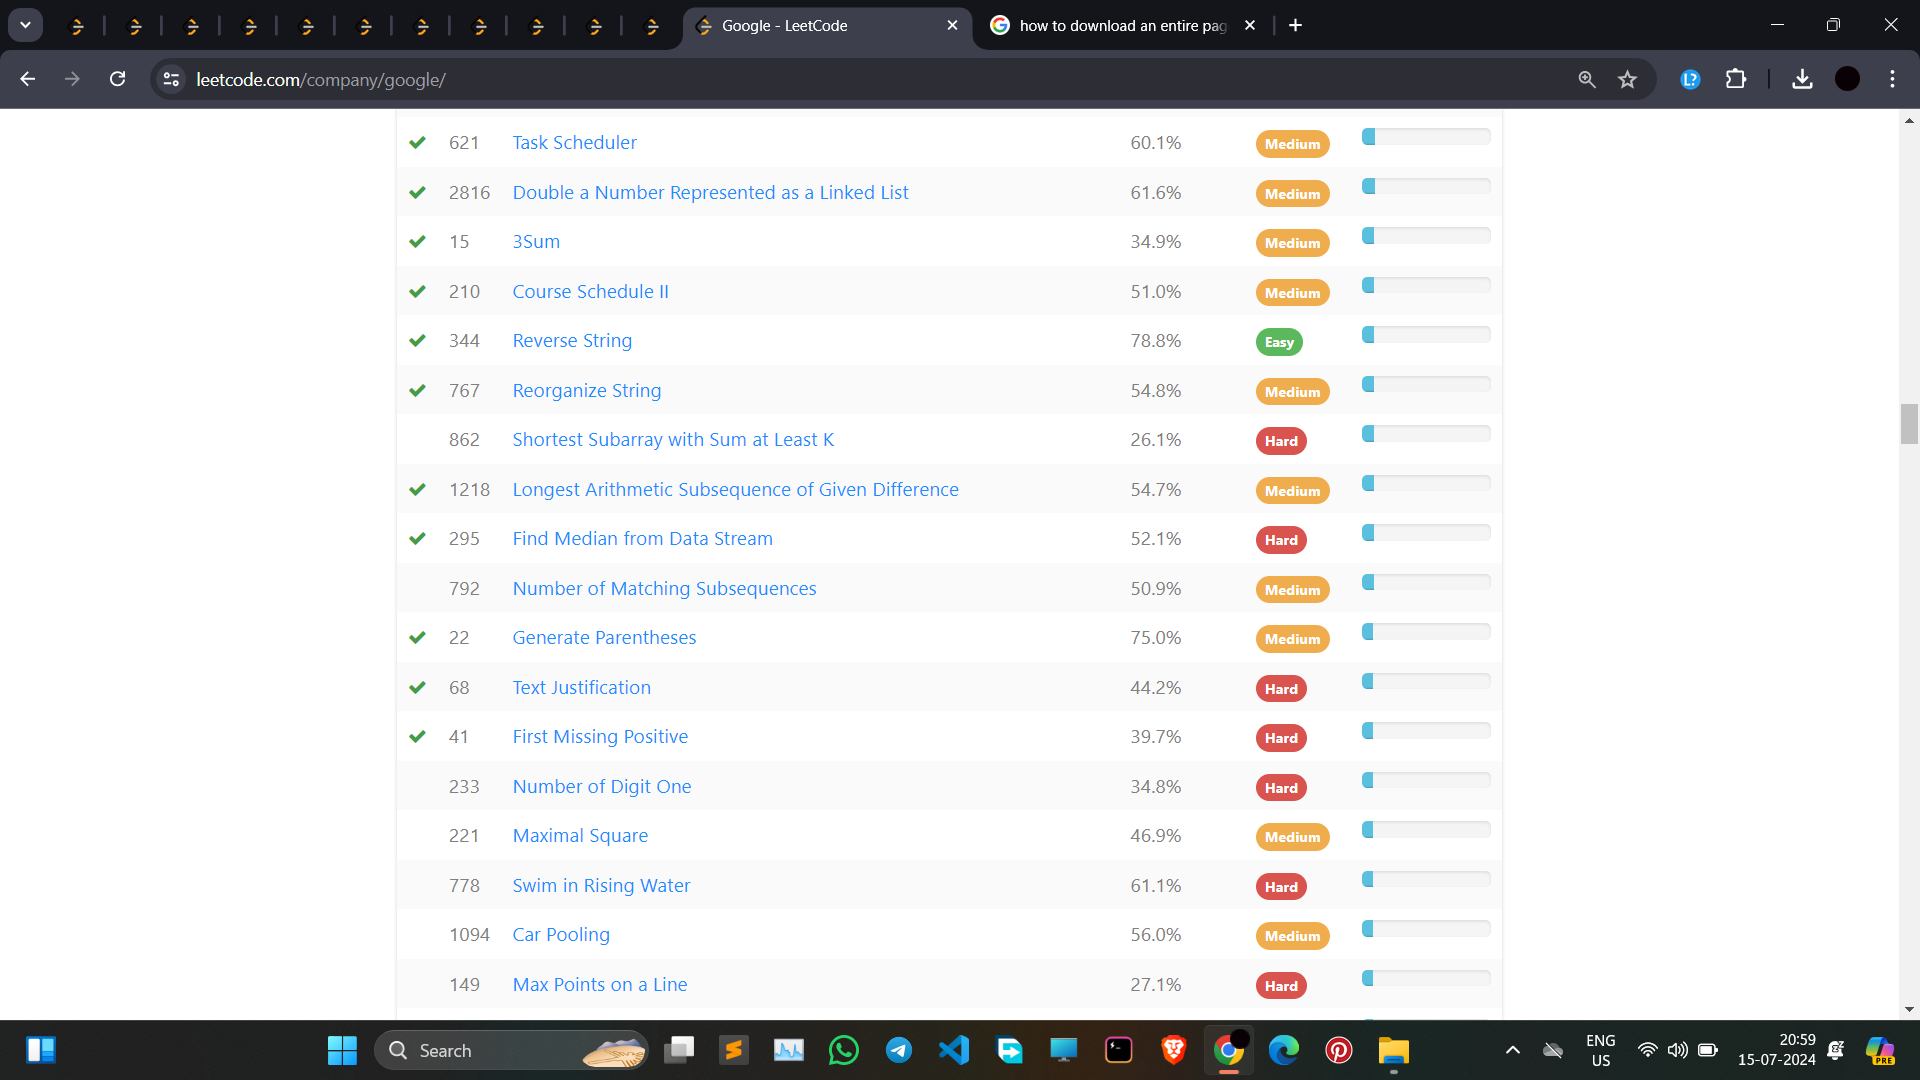 Google - LeetCode
how to download an entire pag
leetcode.com/company/google/
L?
621 Task Scheduler 60.1% Medium
2816 Double a Number Represented as a Linked List 61.6% Medium
15 3Sum 34.9% Medium
210 Course Schedule II 51.0% Medium
344 Reverse String 78.8% Easy
767 Reorganize String 54.8% Medium
862 Shortest Subarray with Sum at Least K 26.1% Hard
1218 Longest Arithmetic Subsequence of Given Difference 54.7% Medium
295 Find Median from Data Stream 52.1% Hard
792 Number of Matching Subsequences 50.9% Medium
22 Generate Parentheses 75.0% Medium
68 Text Justification 44.2% Hard
41 First Missing Positive 39.7% Hard
233 Number of Digit One 34.8% Hard
221 Maximal Square 46.9% Medium
778 Swim in Rising Water 61.1% Hard
1094 Car Pooling 56.0% Medium
149 Max Points on a Line 27.1% Hard
Search
ENG
US
20:59
15-07-2024
PRE